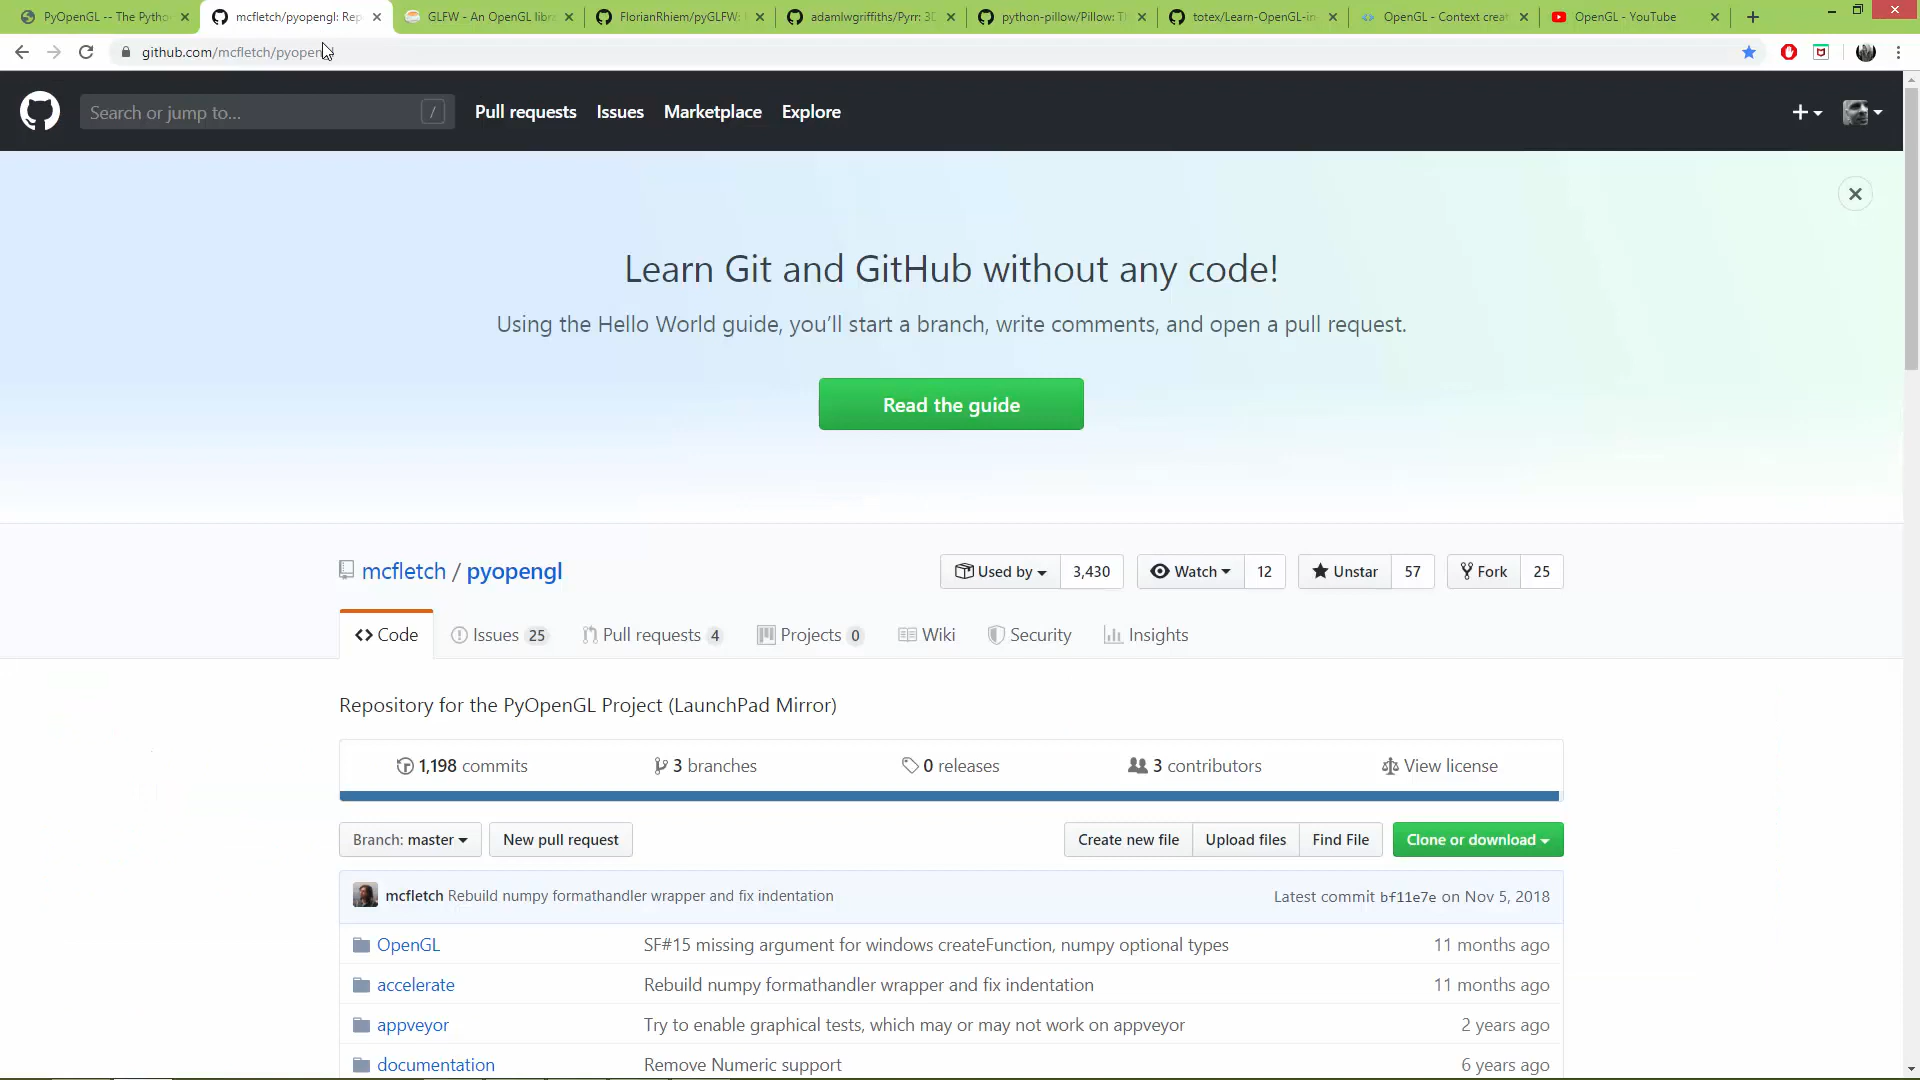 PyOpenGL -- The Pytho
mcfletch/pyopengl: Rep
GLFW - An OpenGL libra
FlorianRhiem/pyGLFW:
adamlwgriffiths/Pyrr: 3D
python-pillow/Pillow: Th
totex/Learn-OpenGL-in
OpenGL - Context creat
OpenGL - YouTube
github.com/mcfletch/pyopen
Search or jump to...
/
Pull requests
Issues
Marketplace
Explore
Learn Git and GitHub without any code!
Using the Hello World guide, you’ll start a branch, write comments, and open a pull request.
Read the guide
mcfletch / pyopengl
Used by
3,430
Watch
12
Unstar
57
Fork
25
Code
Issues 25
Pull requests 4
Projects 0
Wiki
Security
Insights
Repository for the PyOpenGL Project (LaunchPad Mirror)
1,198 commits
3 branches
0 releases
3 contributors
View license
Branch: master
New pull request
Create new file
Upload files
Find File
Clone or download
mcfletch Rebuild numpy formathandler wrapper and fix indentation
Latest commit bf11e7e on Nov 5, 2018
OpenGL
SF#15 missing argument for windows createFunction, numpy optional types
11 months ago
accelerate
Rebuild numpy formathandler wrapper and fix indentation
11 months ago
appveyor
Try to enable graphical tests, which may or may not work on appveyor
2 years ago
documentation
Remove Numeric support
6 years ago